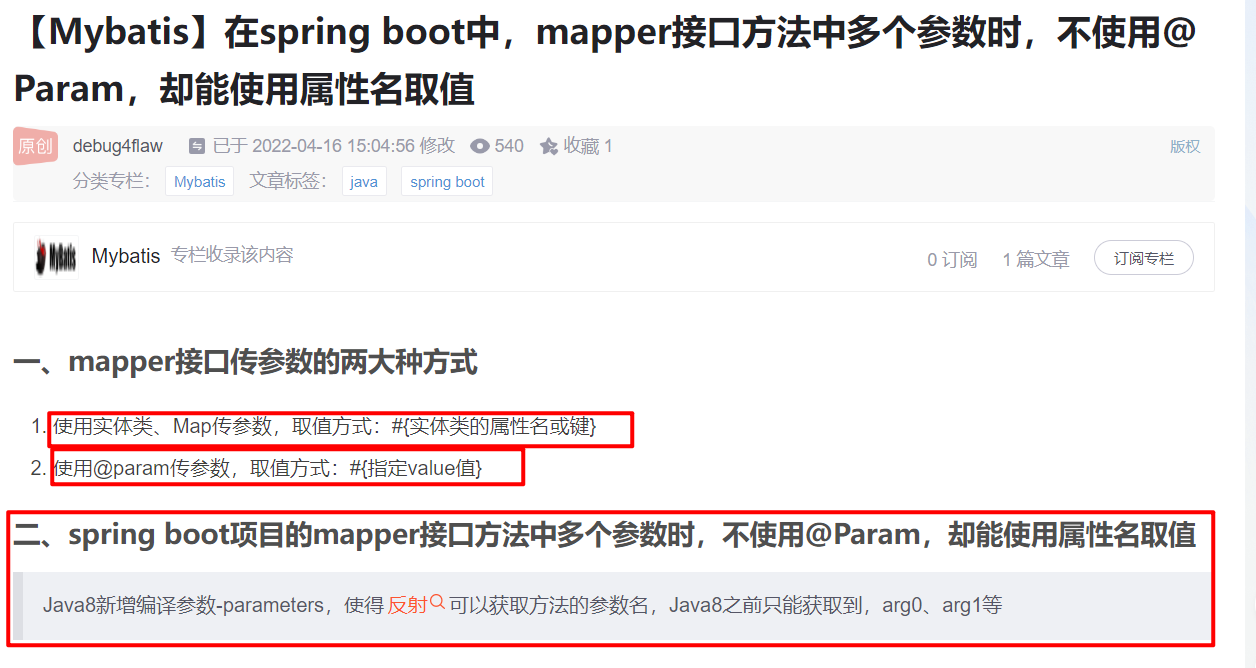 【Mybatis】在spring boot中，mapper接口方法中多个参数时，不使用@
Param，却能使用属性名取值
原创 debug4flaw 已于 2022-04-16 15:04:56 修改 540 收藏 1 版权
分类专栏： Mybatis 文章标签： java spring boot
MyBatis Mybatis 专栏收录该内容 0 订阅 1 篇文章 订阅专栏
一、mapper接口传参数的两大种方式
1. 使用实体类、Map传参数，取值方式：#{实体类的属性名或键}
2. 使用@param传参数，取值方式：#{指定value值}
二、spring boot项目的mapper接口方法中多个参数时，不使用@Param，却能使用属性名取值
Java8新增编译参数-parameters，使得反射可以获取方法的参数名，Java8之前只能获取到，arg0、arg1等